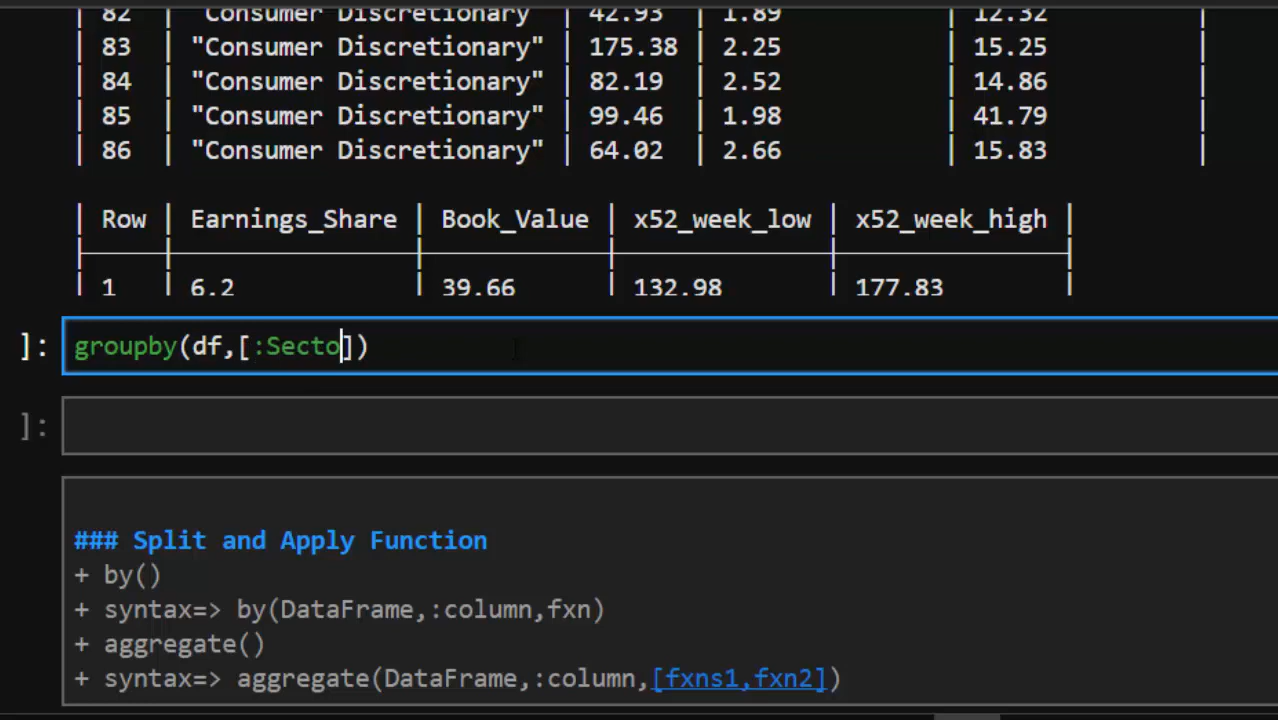 | 82 | "Consumer Discretionary" | 42.93 | 1.89 | 12.32 |
| 83 | "Consumer Discretionary" | 175.38 | 2.25 | 15.25 |
| 84 | "Consumer Discretionary" | 82.19 | 2.52 | 14.86 |
| 85 | "Consumer Discretionary" | 99.46 | 1.98 | 41.79 |
| 86 | "Consumer Discretionary" | 64.02 | 2.66 | 15.83 |
| Row | Earnings_Share | Book_Value | x52_week_low | x52_week_high |
| 1 | 6.2 | 39.66 | 132.98 | 177.83 |
]: groupby(df,[:Secto])
]:
### Split and Apply Function
+ by()
+ syntax=> by(DataFrame,:column,fxn)
+ aggregate()
+ syntax=> aggregate(DataFrame,:column,[fxns1,fxn2])